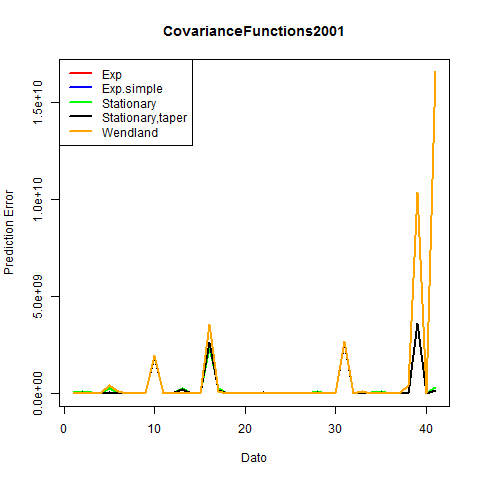 CovarianceFunctions2001
Exp
Exp.simple
Stationary
Stationary,taper
Wendland
Prediction Error
1.5e+10
1.0e+10
5.0e+09
0.0e+00
0 10 20 30 40
Dato